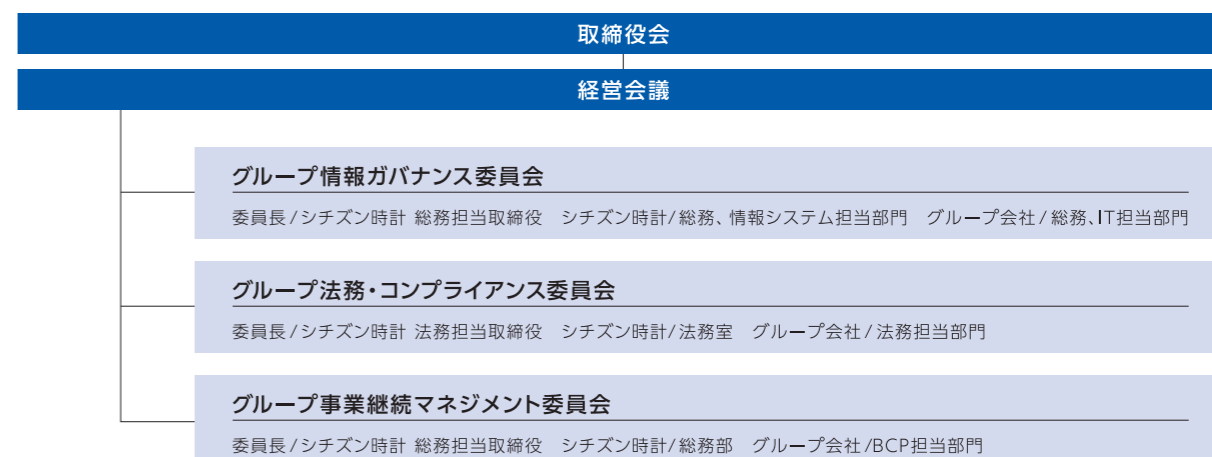 取締役会
経営会議
グループ情報ガバナンス委員会
委員長/シチズン時計 総務担当取締役　シチズン時計/総務、情報システム担当部門　グループ会社/総務、IT担当部門
グループ法務・コンプライアンス委員会
委員長/シチズン時計 法務担当取締役　シチズン時計/法務室　グループ会社/法務担当部門
グループ事業継続マネジメント委員会
委員長/シチズン時計 総務担当取締役　シチズン時計/総務部　グループ会社/BCP担当部門